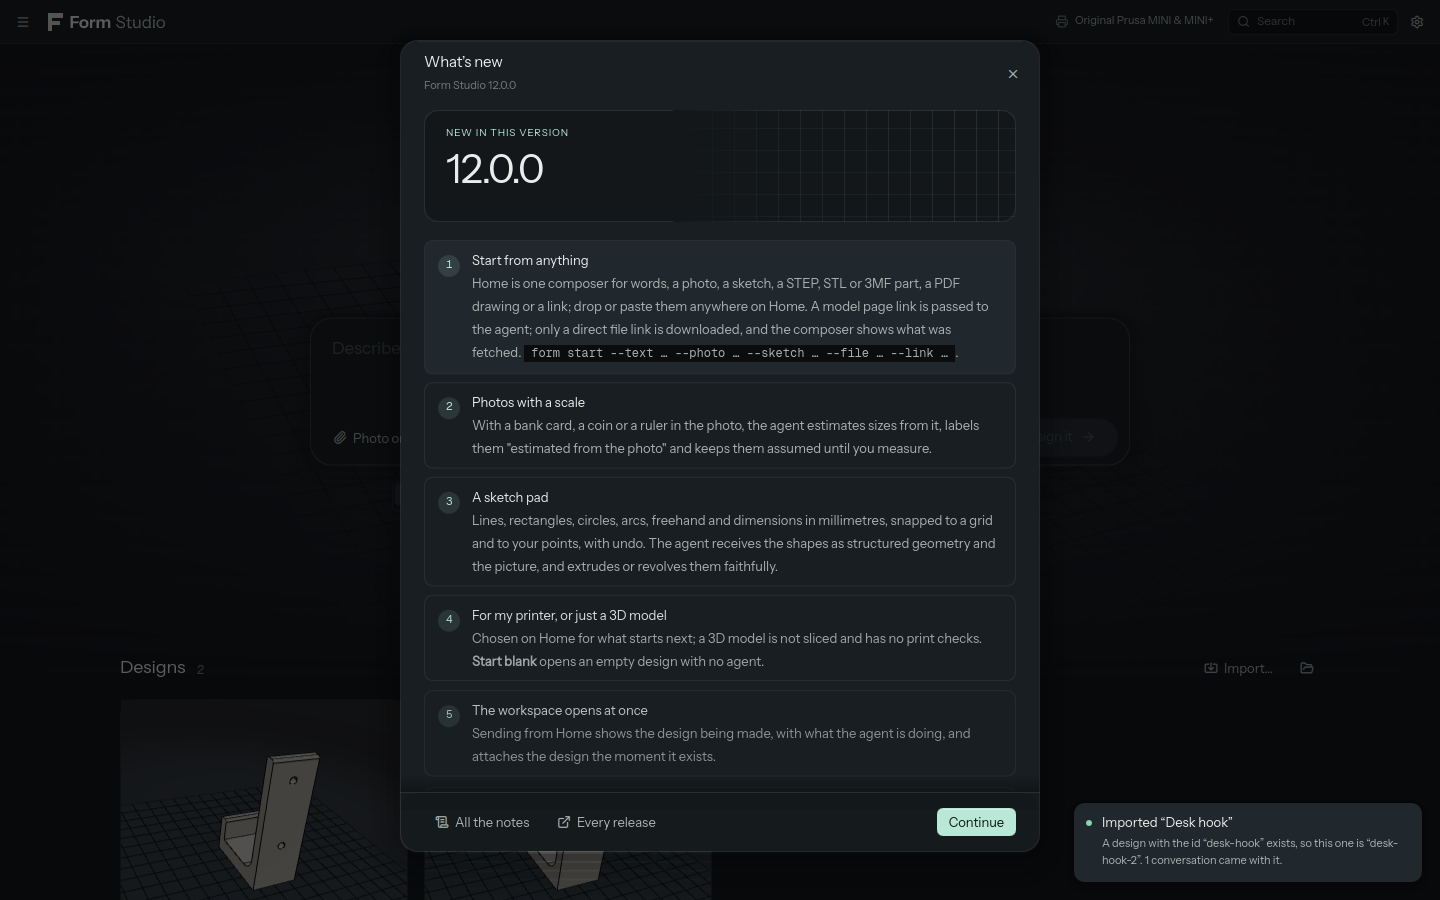 Form Studio
Original Prusa MINI & MINI+
Search
Ctrl K
What's new
Form Studio 12.0.0
NEW IN THIS VERSION
12.0.0
1
Start from anything
Home is one composer for words, a photo, a sketch, a STEP, STL or 3MF part, a PDF
drawing or a link; drop or paste them anywhere on Home. A model page link is passed to
the agent; only a direct file link is downloaded, and the composer shows what was
fetched. form start --text … --photo … --sketch … --file … --link … .
2
Photos with a scale
With a bank card, a coin or a ruler in the photo, the agent estimates sizes from it, labels
them "estimated from the photo" and keeps them assumed until you measure.
3
A sketch pad
Lines, rectangles, circles, arcs, freehand and dimensions in millimetres, snapped to a grid
and to your points, with undo. The agent receives the shapes as structured geometry and
the picture, and extrudes or revolves them faithfully.
4
For my printer, or just a 3D model
Chosen on Home for what starts next; a 3D model is not sliced and has no print checks.
Start blank opens an empty design with no agent.
5
The workspace opens at once
Sending from Home shows the design being made, with what the agent is doing, and
attaches the design the moment it exists.
All the notes
Every release
Continue
Describe
Photo o
Designs 2
Import...
Imported “Desk hook”
A design with the id “desk-hook” exists, so this one is “desk-
hook-2”. 1 conversation came with it.